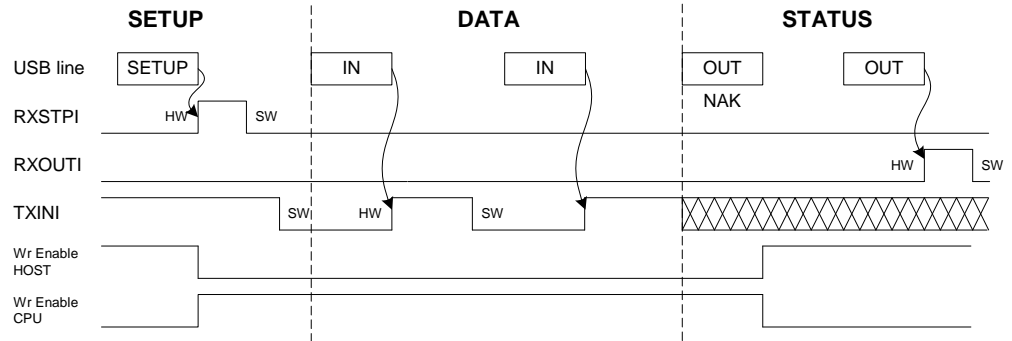 SETUP DATA STATUS
USB line SETUP IN IN OUT OUT
NAK
RXSTPI HW SW
RXOUTI HW SW
TXINI SW HW SW
Wr Enable
HOST
Wr Enable
CPU